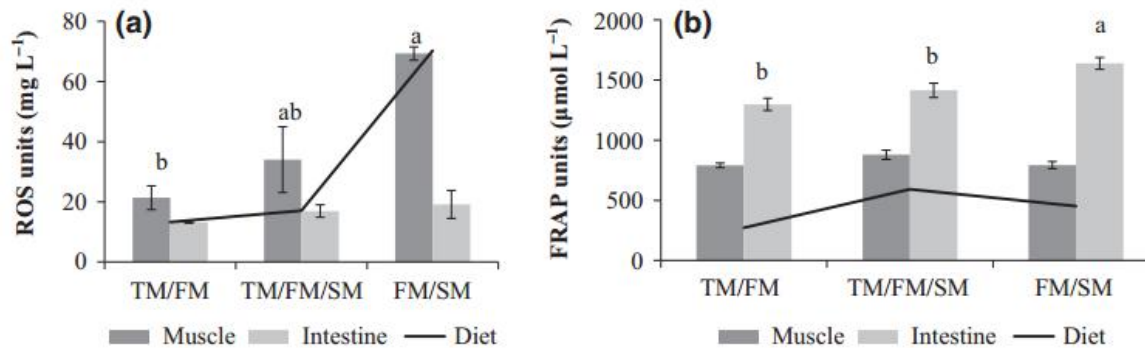 (a)
80
60
40
20
0
ROS units (mg L⁻¹)
b
ab
a
TM/FM TM/FM/SM FM/SM
Muscle Intestine Diet
(b)
2000
1500
1000
500
0
FRAP units (µmol L⁻¹)
b
b
a
TM/FM TM/FM/SM FM/SM
Muscle Intestine Diet